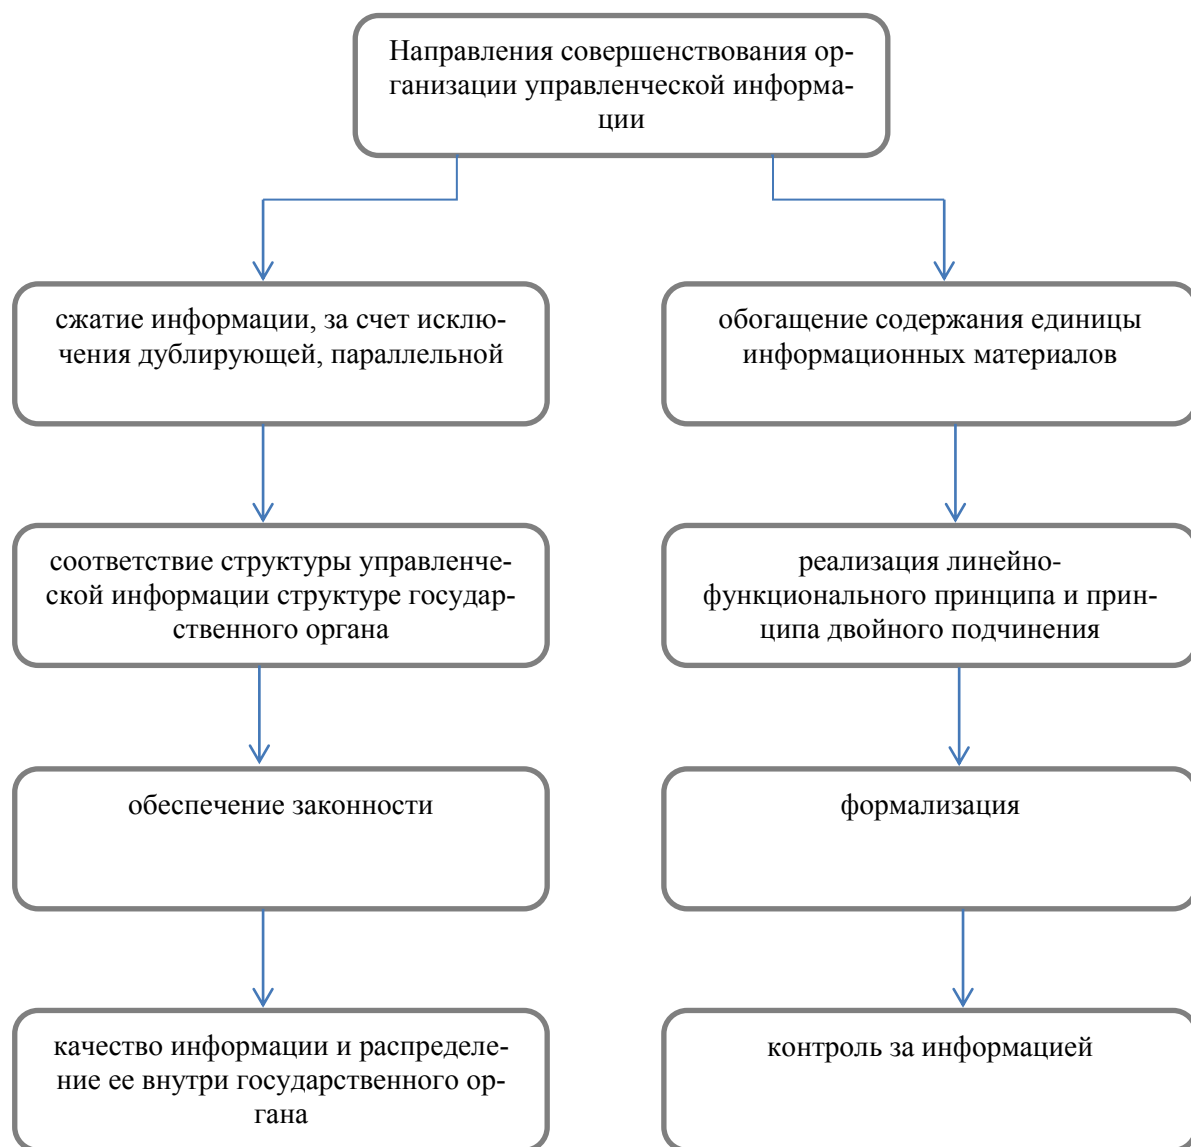 Направления совершенствования ор-
ганизации управленческой информа-
ции
сжатие информации, за счет исклю-
чения дублирующей, параллельной
обогащение содержания единицы
информационных материалов
соответствие структуры управленче-
ской информации структуре государ-
ственного органа
реализация линейно-
функционального принципа и прин-
ципа двойного подчинения
обеспечение законности
формализация
качество информации и распределе-
ние ее внутри государственного ор-
гана
контроль за информацией